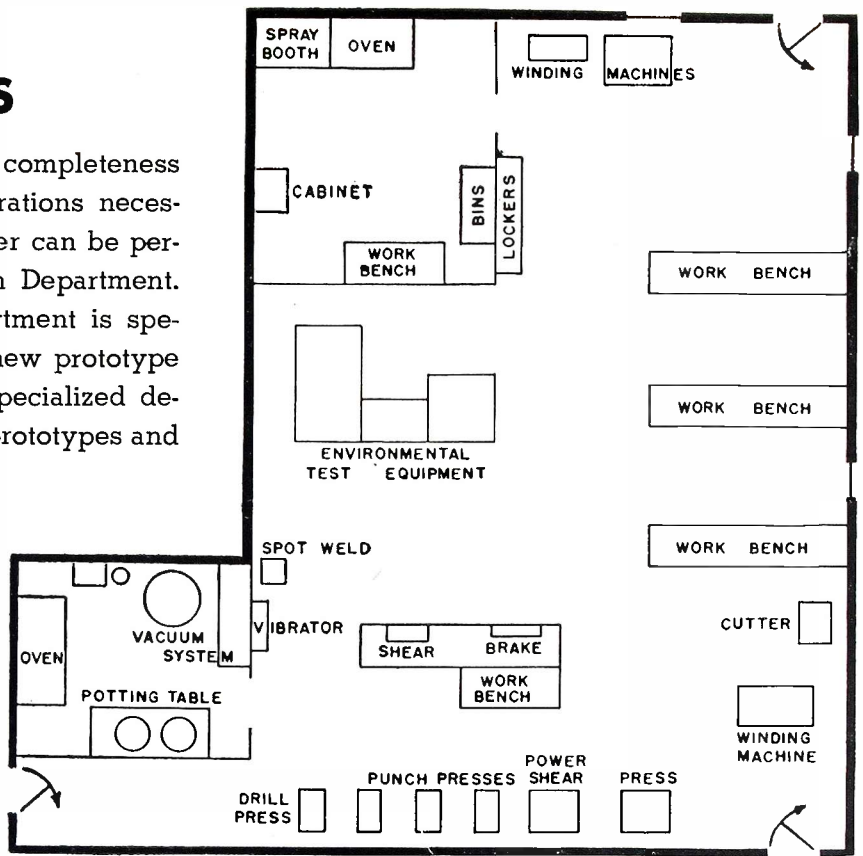 S
completeness
rations neces-
er can be per-
n Department.
rtment is spe-
new prototype
pecialized de-
rototypes and
SPRAY
BOOTH
OVEN
WINDING MACHINES
CABINET
BINS
LOCKERS
WORK
BENCH
WORK BENCH
WORK BENCH
ENVIRONMENTAL
TEST EQUIPMENT
WORK BENCH
SPOT WELD
VIBRATOR
VACUUM
SYSTEM
OVEN
POTTING TABLE
SHEAR
BRAKE
WORK
BENCH
CUTTER
WINDING
MACHINE
DRILL
PRESS
PUNCH PRESSES
POWER
SHEAR
PRESS